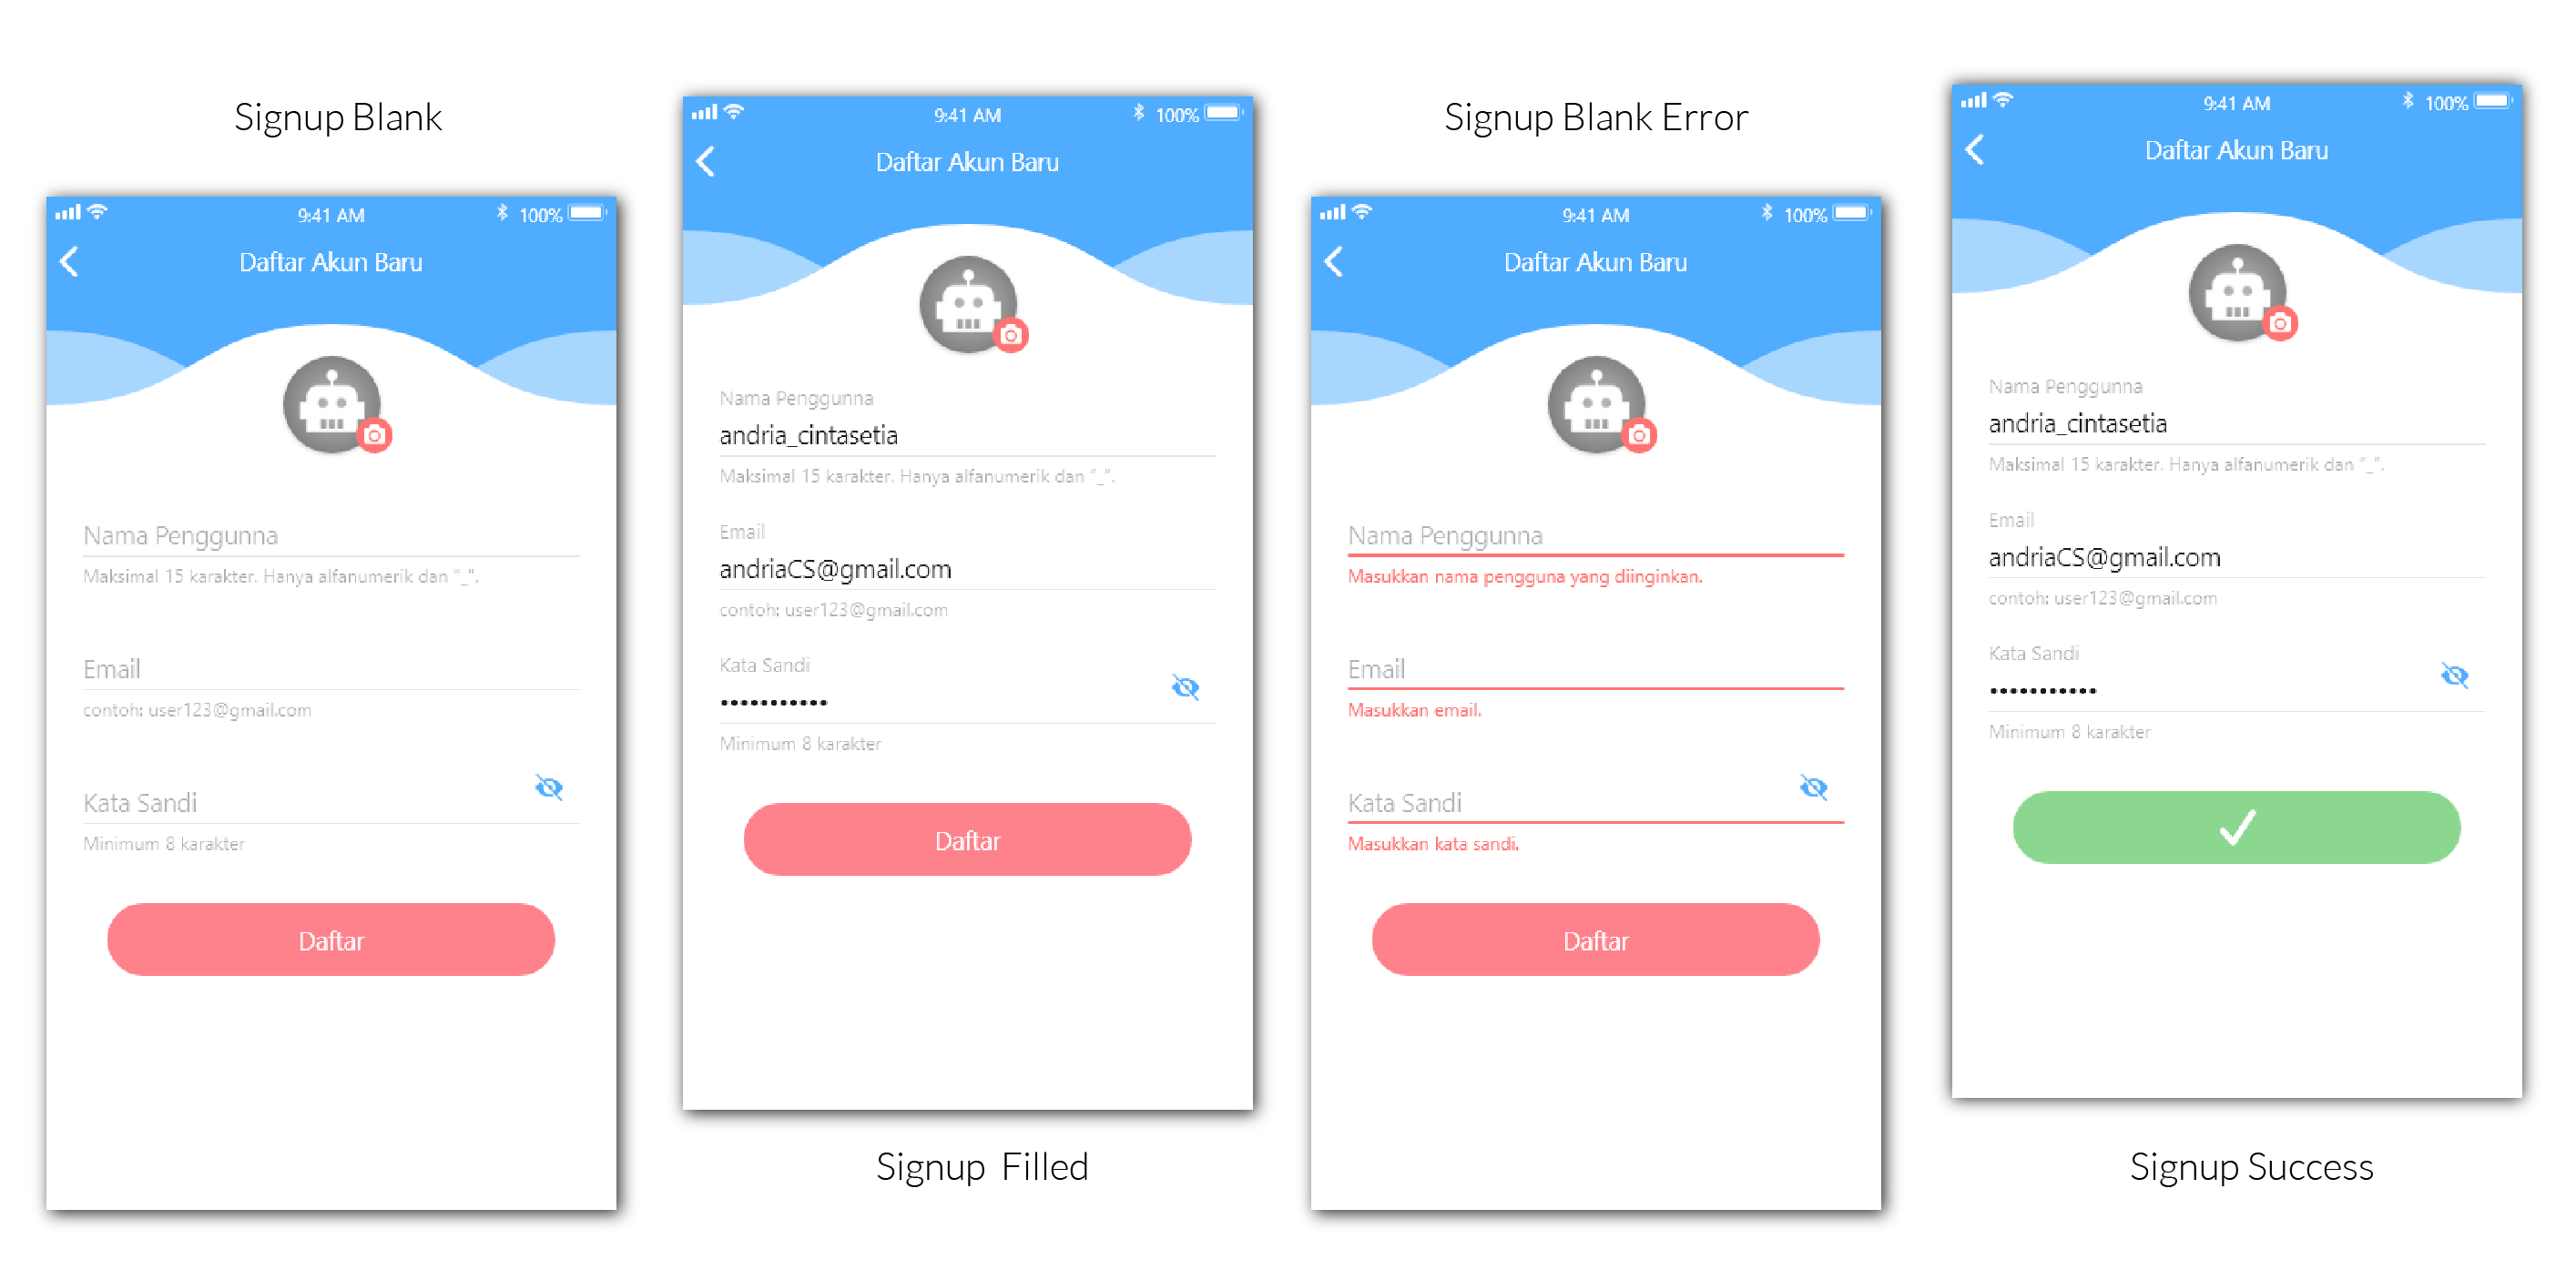 Signup Blank
9:41 AM
100%
Daftar Akun Baru
Nama Penggunna
Maksimal 15 karakter. Hanya alfanumerik dan "_".
Email
contoh: user123@gmail.com
Kata Sandi
Minimum 8 karakter
Daftar
9:41 AM
100%
Daftar Akun Baru
Nama Penggunna
andria_cintasetia
Maksimal 15 karakter. Hanya alfanumerik dan "_".
Email
andriaCS@gmail.com
contoh: user123@gmail.com
Kata Sandi
•••••••••••
Minimum 8 karakter
Daftar
Signup Filled
Signup Blank Error
9:41 AM
100%
Daftar Akun Baru
Nama Penggunna
Masukkan nama pengguna yang diinginkan.
Email
Masukkan email.
Kata Sandi
Masukkan kata sandi.
Daftar
9:41 AM
100%
Daftar Akun Baru
Nama Penggunna
andria_cintasetia
Maksimal 15 karakter. Hanya alfanumerik dan "_".
Email
andriaCS@gmail.com
contoh: user123@gmail.com
Kata Sandi
•••••••••••
Minimum 8 karakter
Signup Success